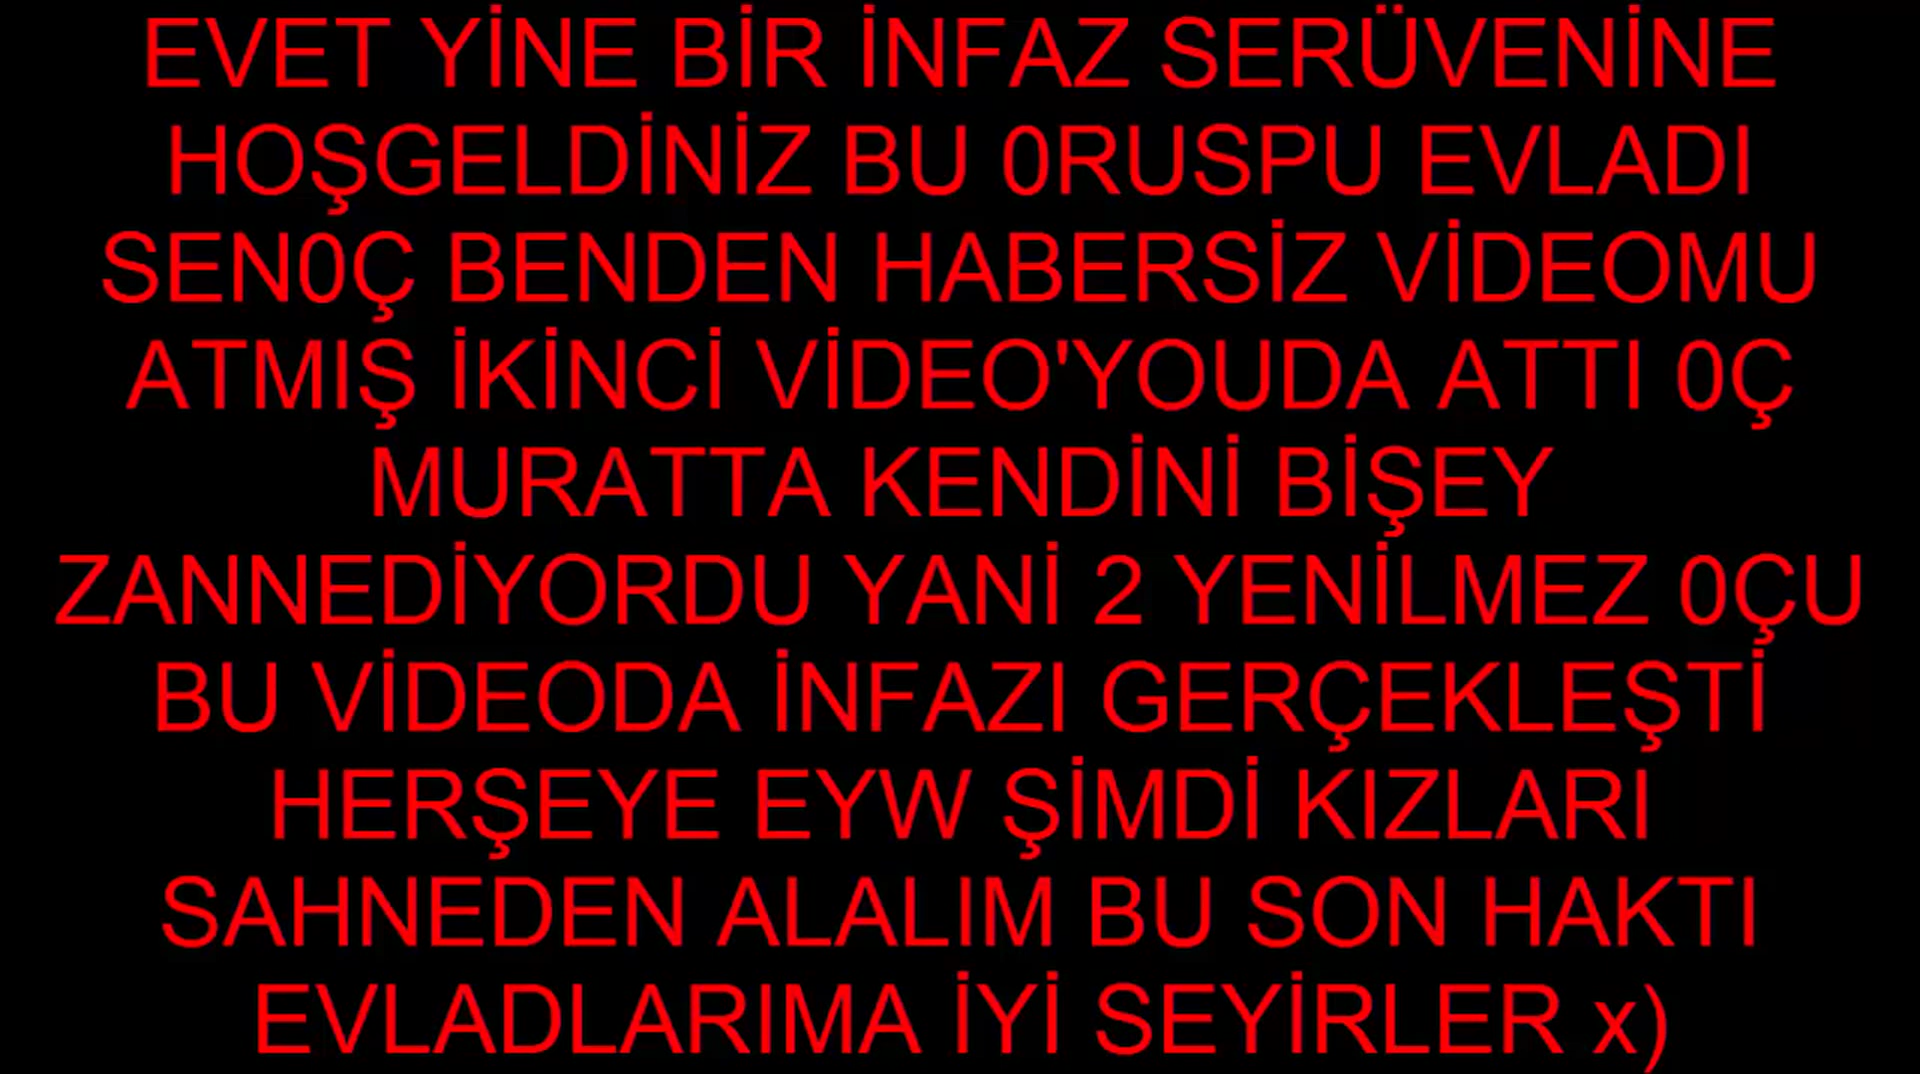 EVET YİNE BİR İNFAZ SERÜVENİNE
HOŞGELDİNİZ BU 0RUSPU EVLADI
SEN0Ç BENDEN HABERSİZ VİDEOMU
ATMIŞ İKİNCİ VİDEO'YOUDA ATTI 0Ç
MURATTA KENDİNİ BİŞEY
ZANNEDİYORDU YANİ 2 YENİLMEZ 0ÇU
BU VİDEODA İNFAZI GERÇEKLEŞTİ
HERŞEYE EYW ŞİMDİ KIZLARI
SAHNEDEN ALALIM BU SON HAKTI
EVLADLARIMA İYİ SEYİRLER x)